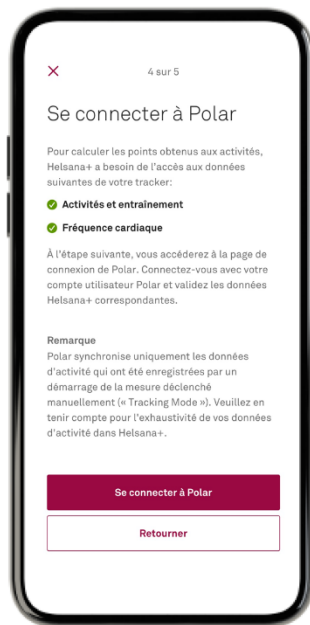 4 sur 5
Se connecter à Polar
Pour calculer les points obtenus aux activités,
Helsana+ a besoin de l'accès aux données
suivantes de votre tracker:
Activités et entraînement
Fréquence cardiaque
À l'étape suivante, vous accéderez à la page de
connexion de Polar. Connectez-vous avec votre
compte utilisateur Polar et validez les données
Helsana+ correspondantes.
Remarque
Polar synchronise uniquement les données
d'activité qui ont été enregistrées par un
démarrage de la mesure déclenché
manuellement (« Tracking Mode »). Veuillez en
tenir compte pour l'exhaustivité de vos données
d'activité dans Helsana+.
Se connecter à Polar
Retourner